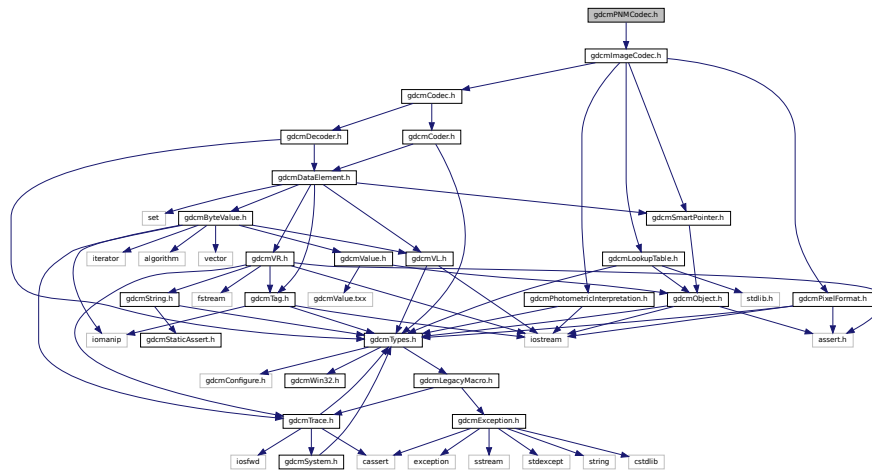 gdcmPNMCodec.h
gdcmImageCodec.h
gdcmCodec.h
gdcmDecoder.h
gdcmCoder.h
gdcmDataElement.h
set
gdcmByteValue.h
gdcmSmartPointer.h
iterator
algorithm
vector
gdcmVR.h
gdcmValue.h
gdcmVL.h
gdcmLookupTable.h
gdcmString.h
fstream
gdcmTag.h
gdcmValue.txx
gdcmPhotometricInterpretation.h
gdcmObject.h
stdlib.h
gdcmPixelFormat.h
iomanip
gdcmStaticAssert.h
gdcmTypes.h
iostream
assert.h
gdcmConfigure.h
gdcmWin32.h
gdcmLegacyMacro.h
gdcmTrace.h
gdcmException.h
iosfwd
gdcmSystem.h
cassert
exception
sstream
stdexcept
string
cstdlib